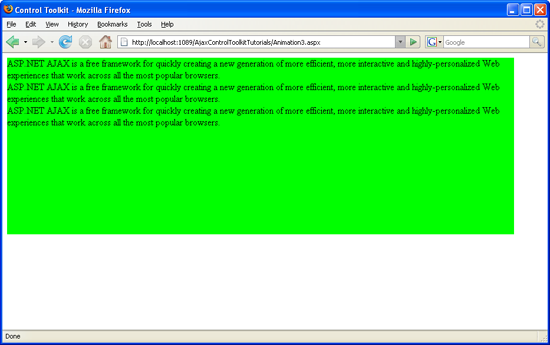 Control Toolkit - Mozilla Firefox
File Edit View History Bookmarks Tools Help
http://localhost:1089/AjaxControlToolkitTutorials/Animation3.aspx
Google
ASP.NET AJAX is a free framework for quickly creating a new generation of more efficient, more interactive and highly-personalized Web
experiences that work across all the most popular browsers.
ASP.NET AJAX is a free framework for quickly creating a new generation of more efficient, more interactive and highly-personalized Web
experiences that work across all the most popular browsers.
ASP.NET AJAX is a free framework for quickly creating a new generation of more efficient, more interactive and highly-personalized Web
experiences that work across all the most popular browsers.
Done